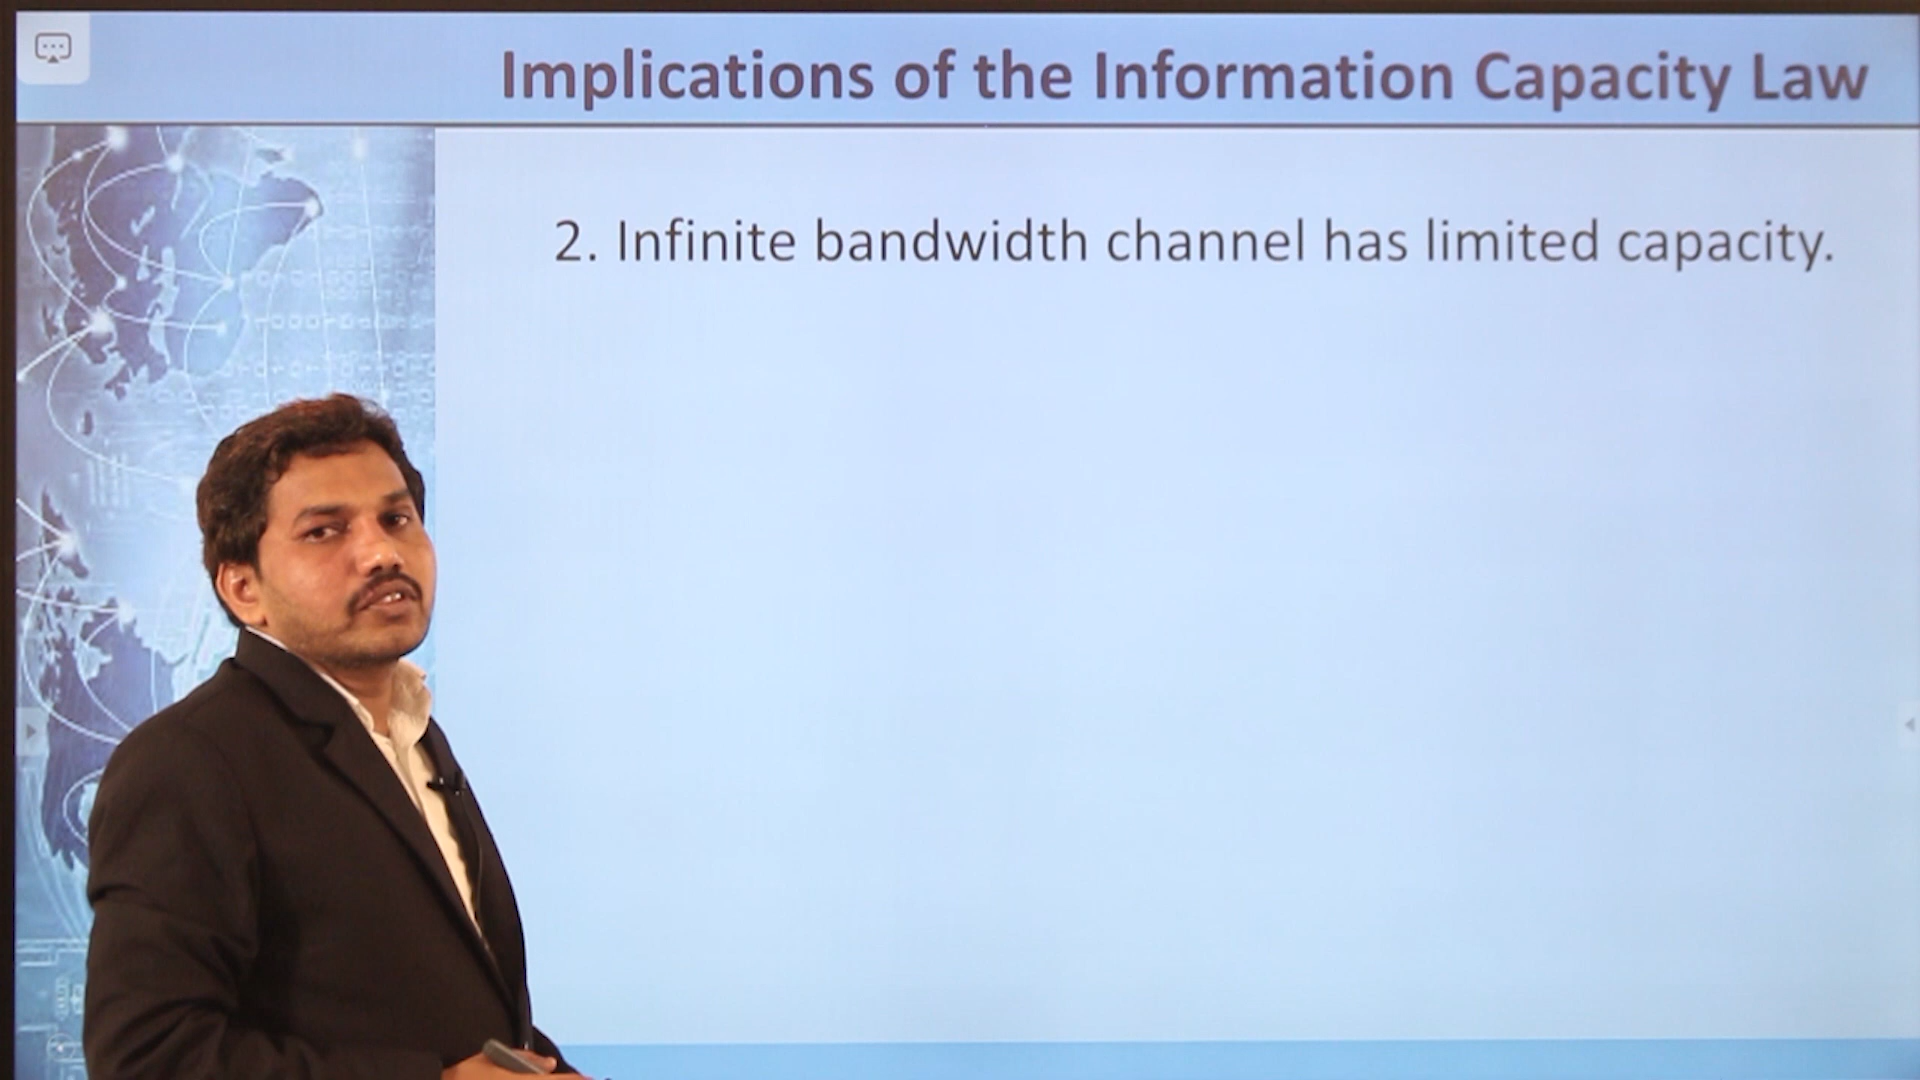 Implications of the Information Capacity Law
2. Infinite bandwidth channel has limited capacity.